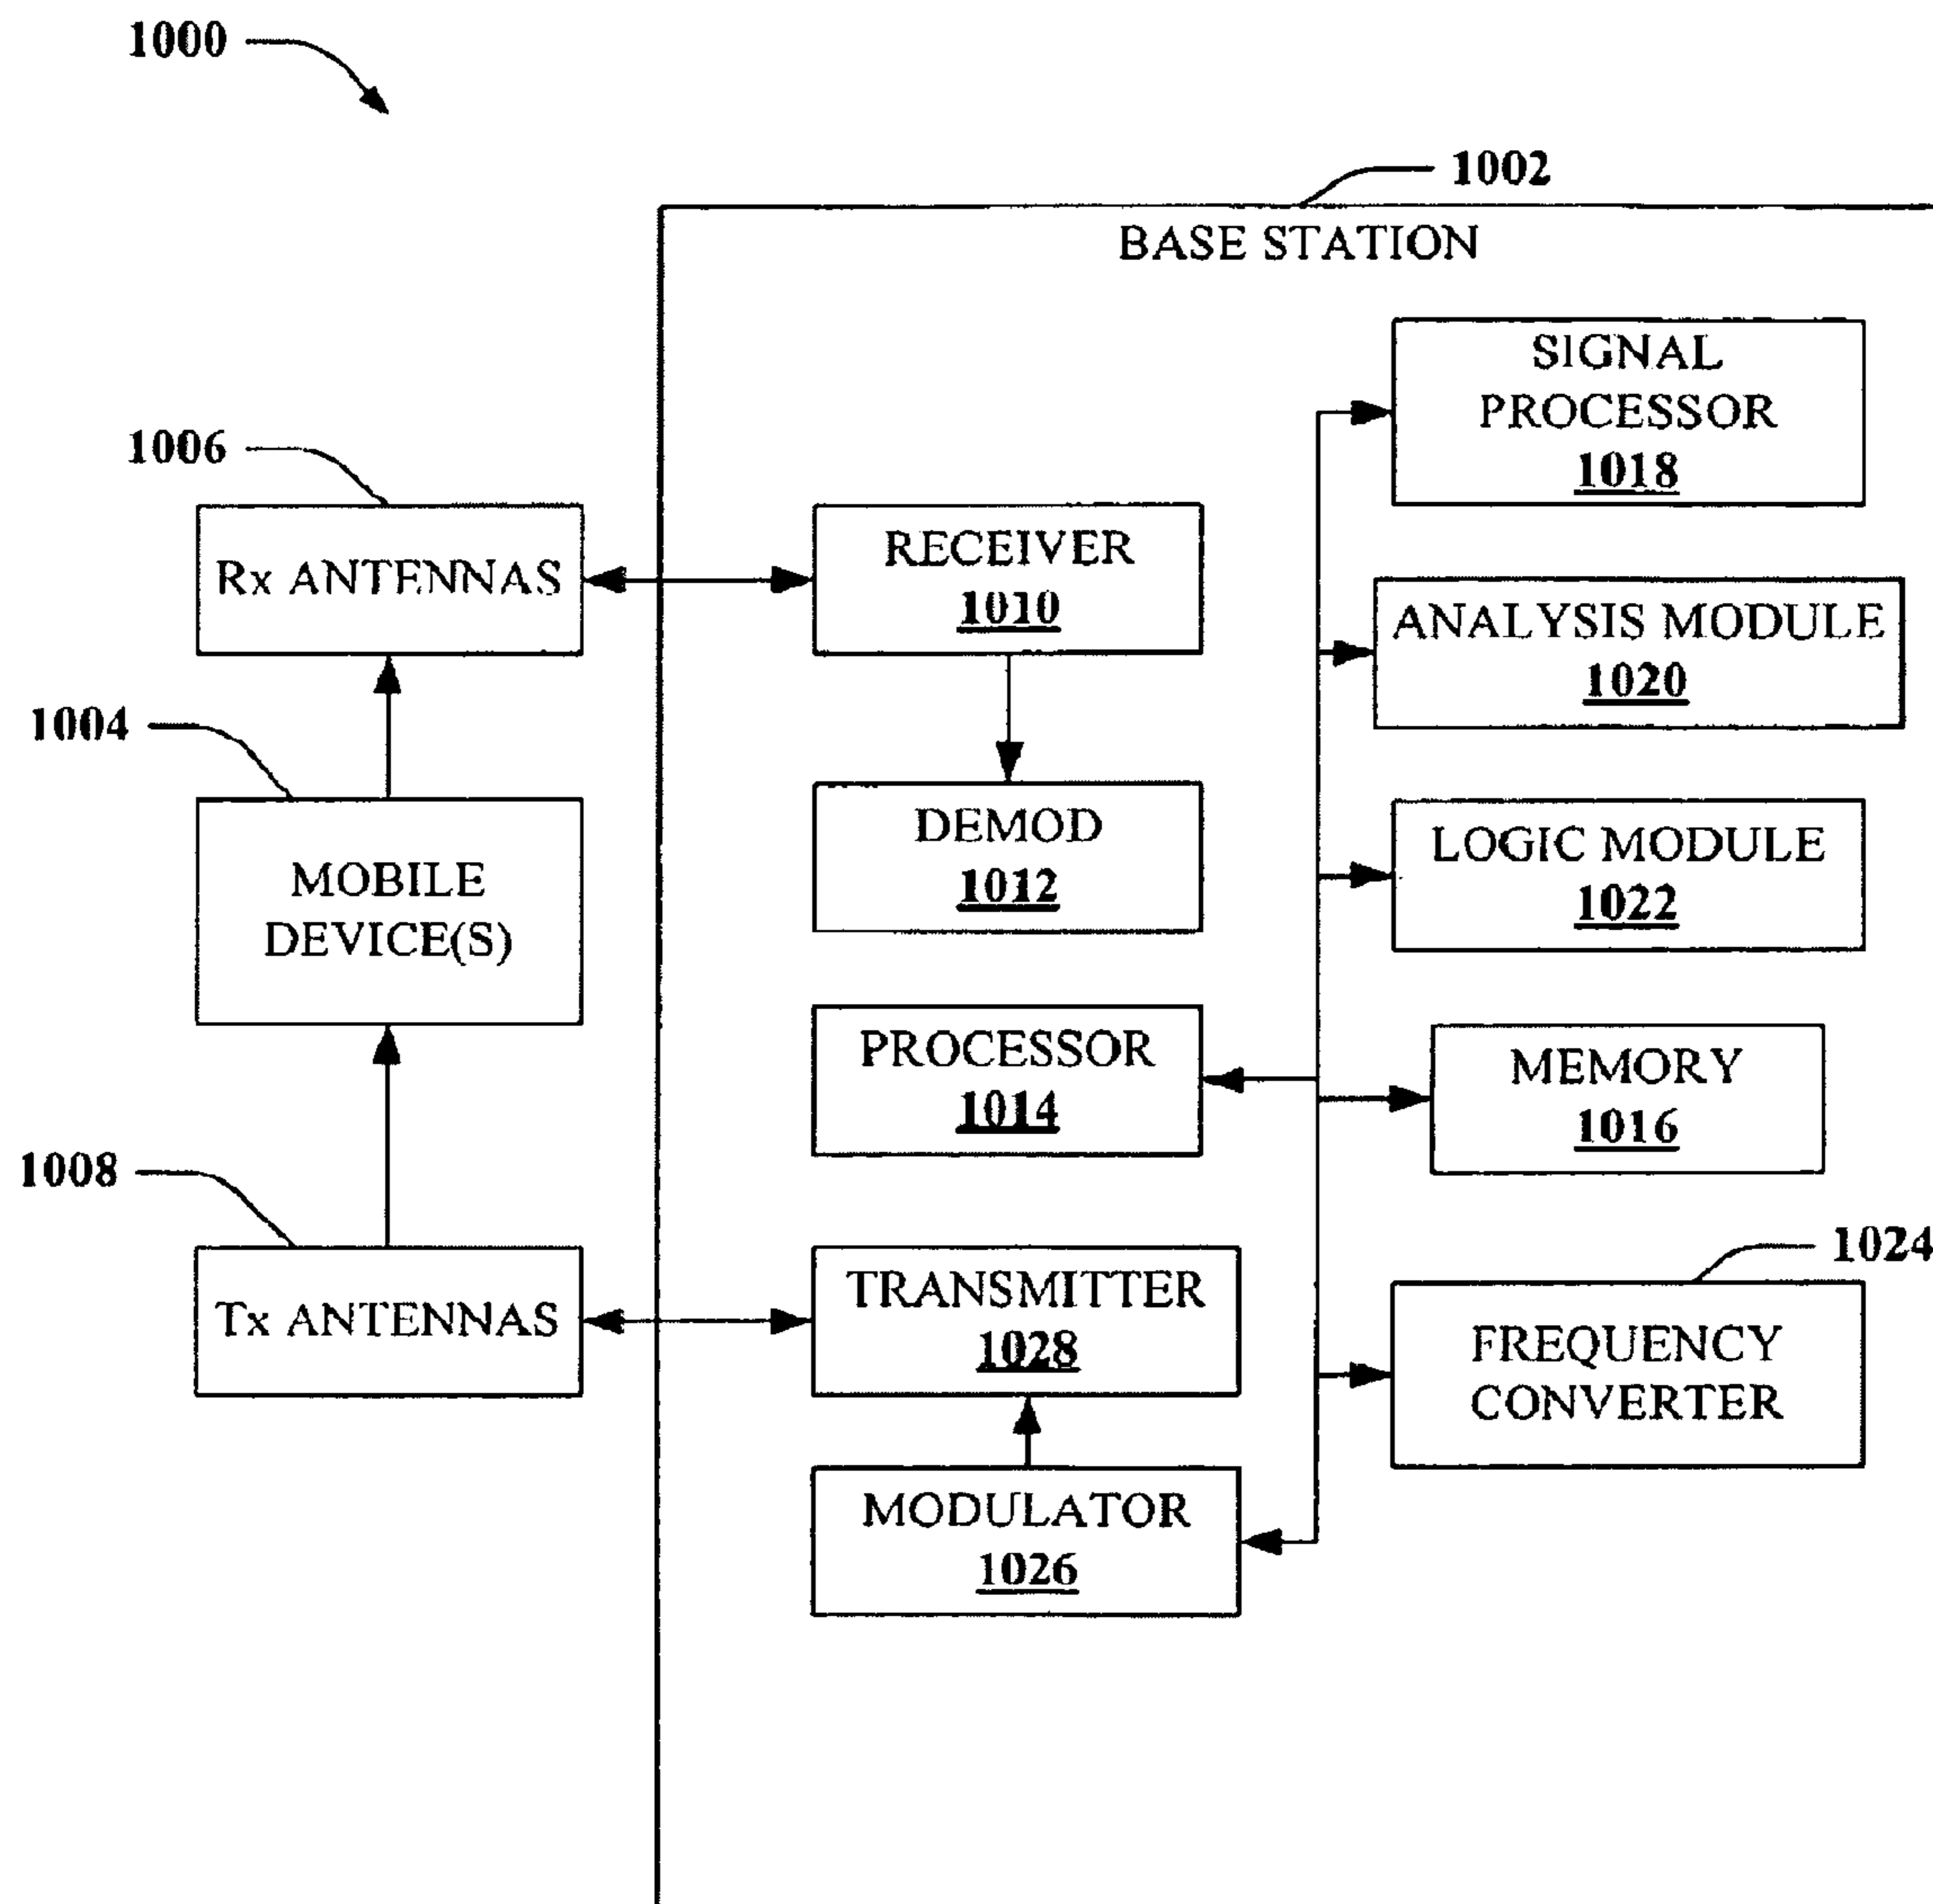 1000
1002
BASE STATION
SIGNAL
PROCESSOR
1018
1006
Rx ANTENNAS
RECEIVER
1010
ANALYSIS MODULE
1020
1004
MOBILE
DEVICE(S)
DEMOD
1012
LOGIC MODULE
1022
PROCESSOR
1014
MEMORY
1016
1008
Tx ANTENNAS
TRANSMITTER
1028
1024
FREQUENCY
CONVERTER
MODULATOR
1026